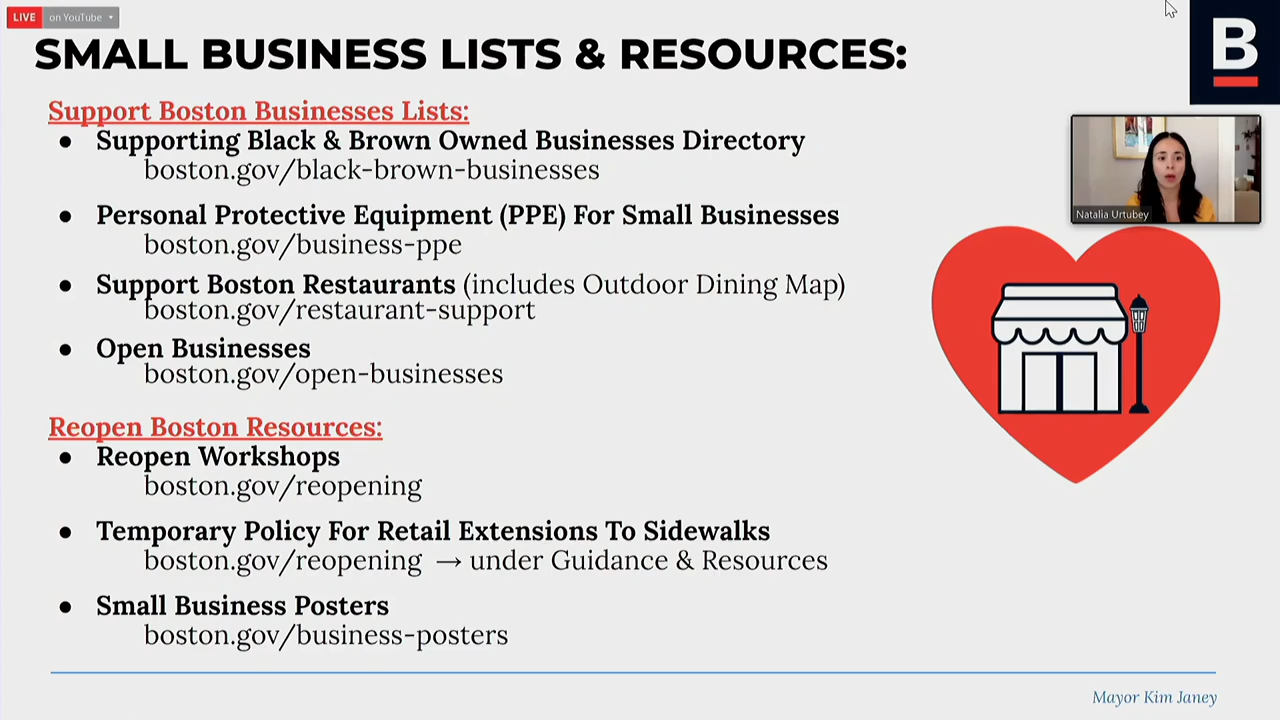 LIVE on YouTube
SMALL BUSINESS LISTS & RESOURCES:
B
Support Boston Businesses Lists:
● Supporting Black & Brown Owned Businesses Directory
boston.gov/black-brown-businesses
● Personal Protective Equipment (PPE) For Small Businesses
boston.gov/business-ppe
● Support Boston Restaurants (includes Outdoor Dining Map)
boston.gov/restaurant-support
● Open Businesses
boston.gov/open-businesses
Natalia Urtubey
Reopen Boston Resources:
● Reopen Workshops
boston.gov/reopening
● Temporary Policy For Retail Extensions To Sidewalks
boston.gov/reopening → under Guidance & Resources
● Small Business Posters
boston.gov/business-posters
Mayor Kim Janey